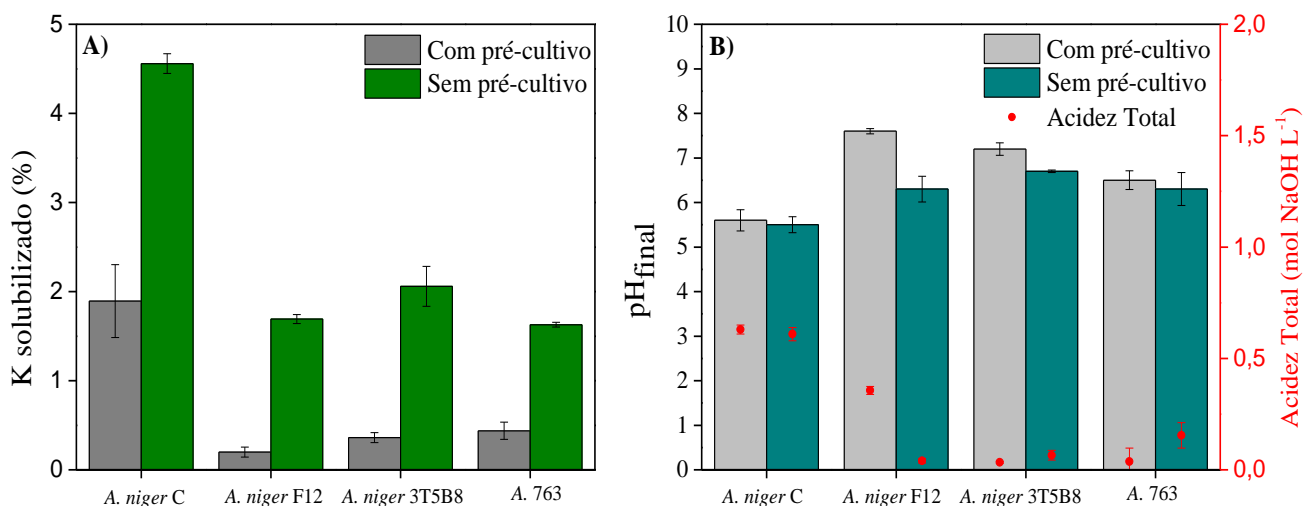 A)
Com pré-cultivo
Sem pré-cultivo
K solubilizado (%)
5
4
3
2
1
0
A. niger C
A. niger F12
A. niger 3T5B8
A. 763
B)
Com pré-cultivo
Sem pré-cultivo
Acidez Total
pHfinal
10
9
8
7
6
5
4
3
2
1
0
A. niger C
A. niger F12
A. niger 3T5B8
A. 763
2,0
1,5
1,0
0,5
0,0
Acidez Total (mol NaOH L⁻¹)